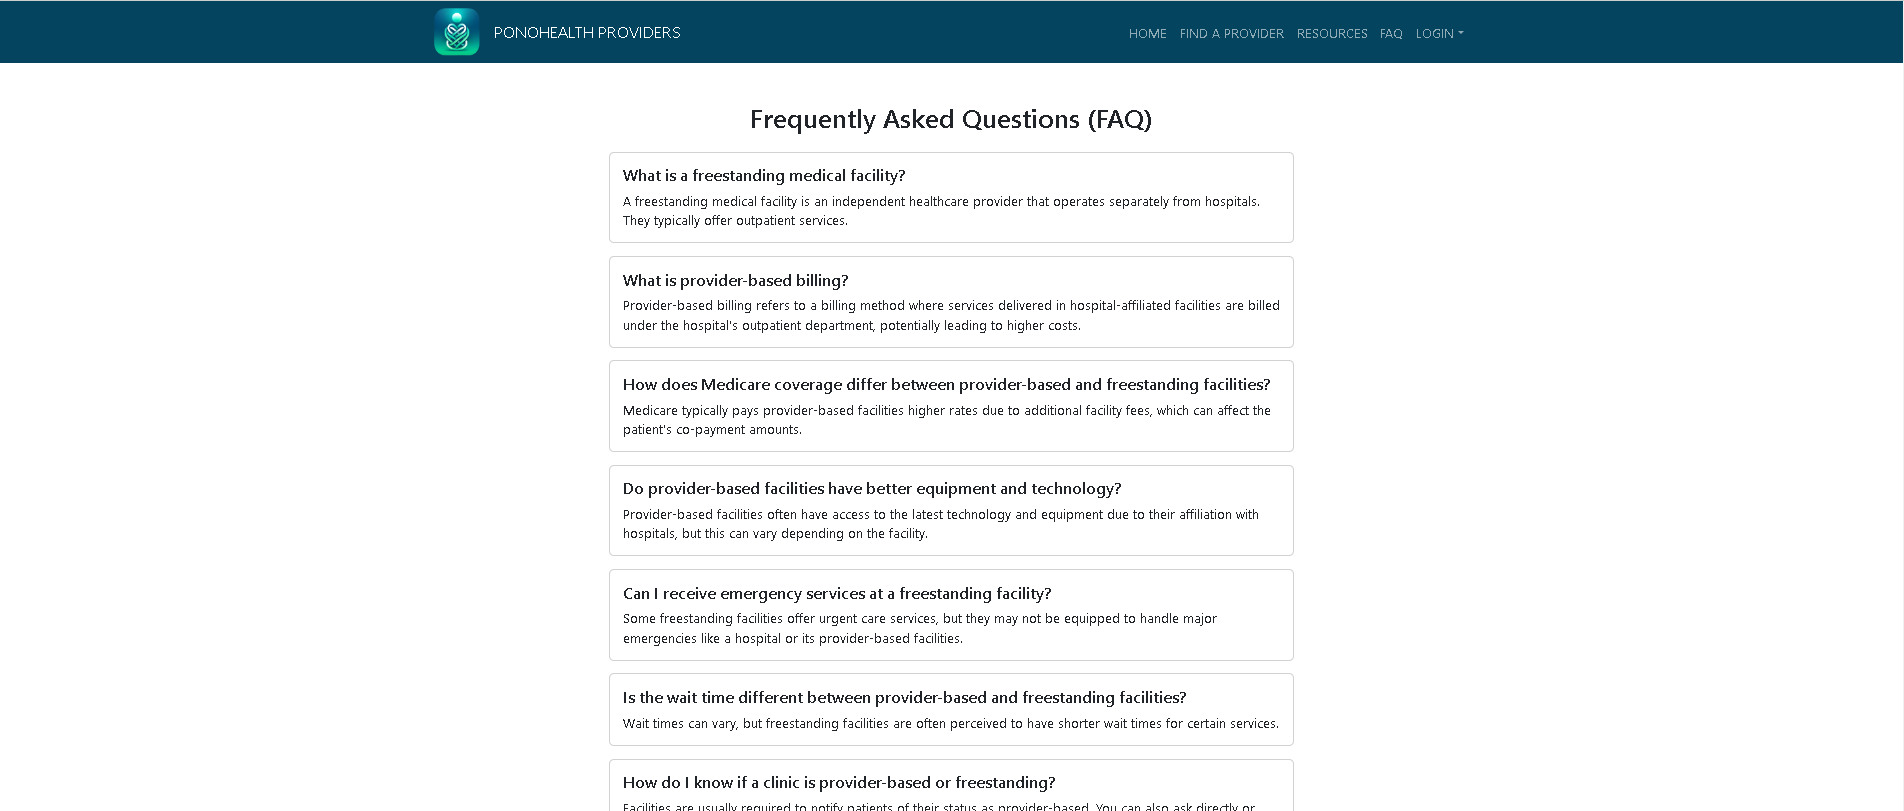 PONOHEALTH PROVIDERS
HOME FIND A PROVIDER RESOURCES FAQ LOGIN
Frequently Asked Questions (FAQ)
What is a freestanding medical facility?
A freestanding medical facility is an independent healthcare provider that operates separately from hospitals.
They typically offer outpatient services.
What is provider-based billing?
Provider-based billing refers to a billing method where services delivered in hospital-affiliated facilities are billed
under the hospital's outpatient department, potentially leading to higher costs.
How does Medicare coverage differ between provider-based and freestanding facilities?
Medicare typically pays provider-based facilities higher rates due to additional facility fees, which can affect the
patient's co-payment amounts.
Do provider-based facilities have better equipment and technology?
Provider-based facilities often have access to the latest technology and equipment due to their affiliation with
hospitals, but this can vary depending on the facility.
Can I receive emergency services at a freestanding facility?
Some freestanding facilities offer urgent care services, but they may not be equipped to handle major
emergencies like a hospital or its provider-based facilities.
Is the wait time different between provider-based and freestanding facilities?
Wait times can vary, but freestanding facilities are often perceived to have shorter wait times for certain services.
How do I know if a clinic is provider-based or freestanding?
Facilities are usually required to notify patients of their status as provider-based. You can also ask directly or